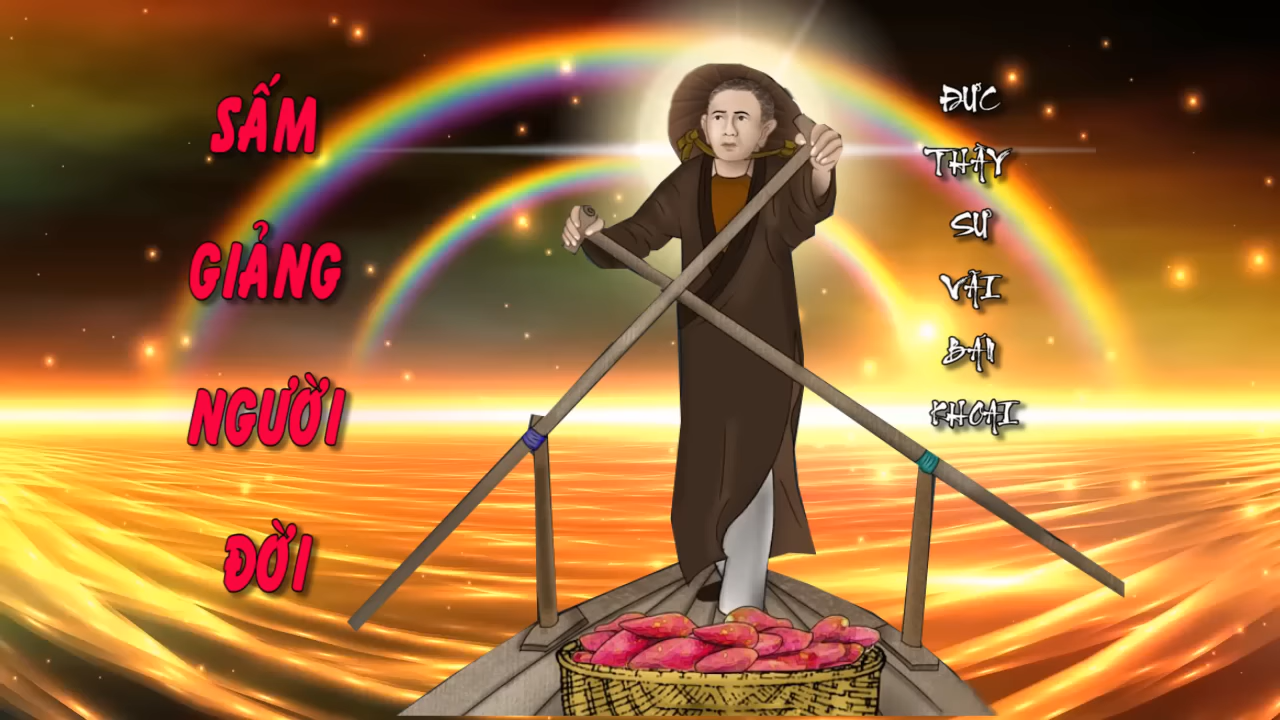 SẤM
GIẢNG
NGƯỜI
ĐỜI
ĐỨC
THẦY
SƯ
VÃI
BÁN
KHOAI